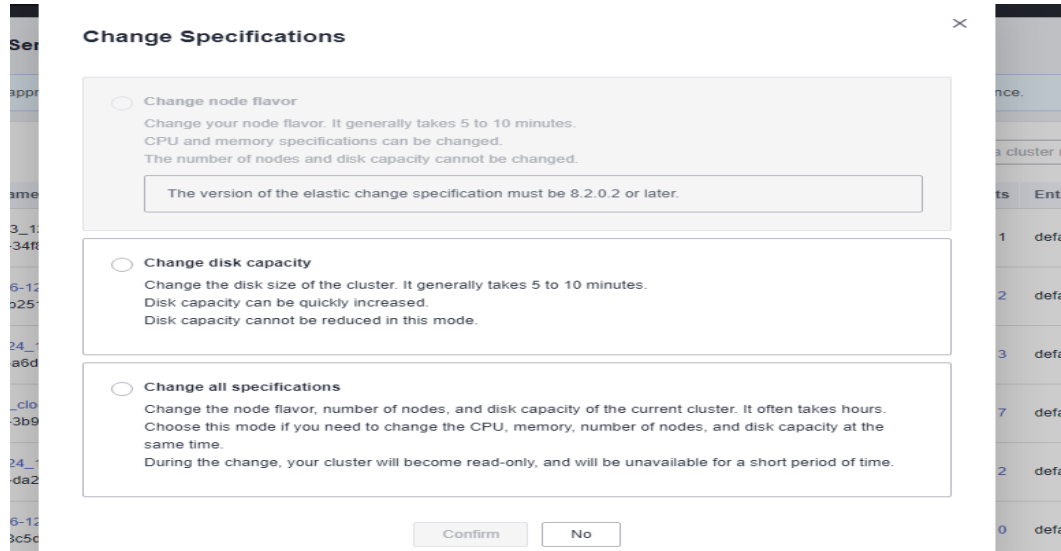 Change Specifications
Change node flavor
Change your node flavor. It generally takes 5 to 10 minutes.
CPU and memory specifications can be changed.
The number of nodes and disk capacity cannot be changed.
The version of the elastic change specification must be 8.2.0.2 or later.
Change disk capacity
Change the disk size of the cluster. It generally takes 5 to 10 minutes.
Disk capacity can be quickly increased.
Disk capacity cannot be reduced in this mode.
Change all specifications
Change the node flavor, number of nodes, and disk capacity of the current cluster. It often takes hours.
Choose this mode if you need to change the CPU, memory, number of nodes, and disk capacity at the
same time.
During the change, your cluster will become read-only, and will be unavailable for a short period of time.
Confirm No
a cluster
1
2
3
7
2
0